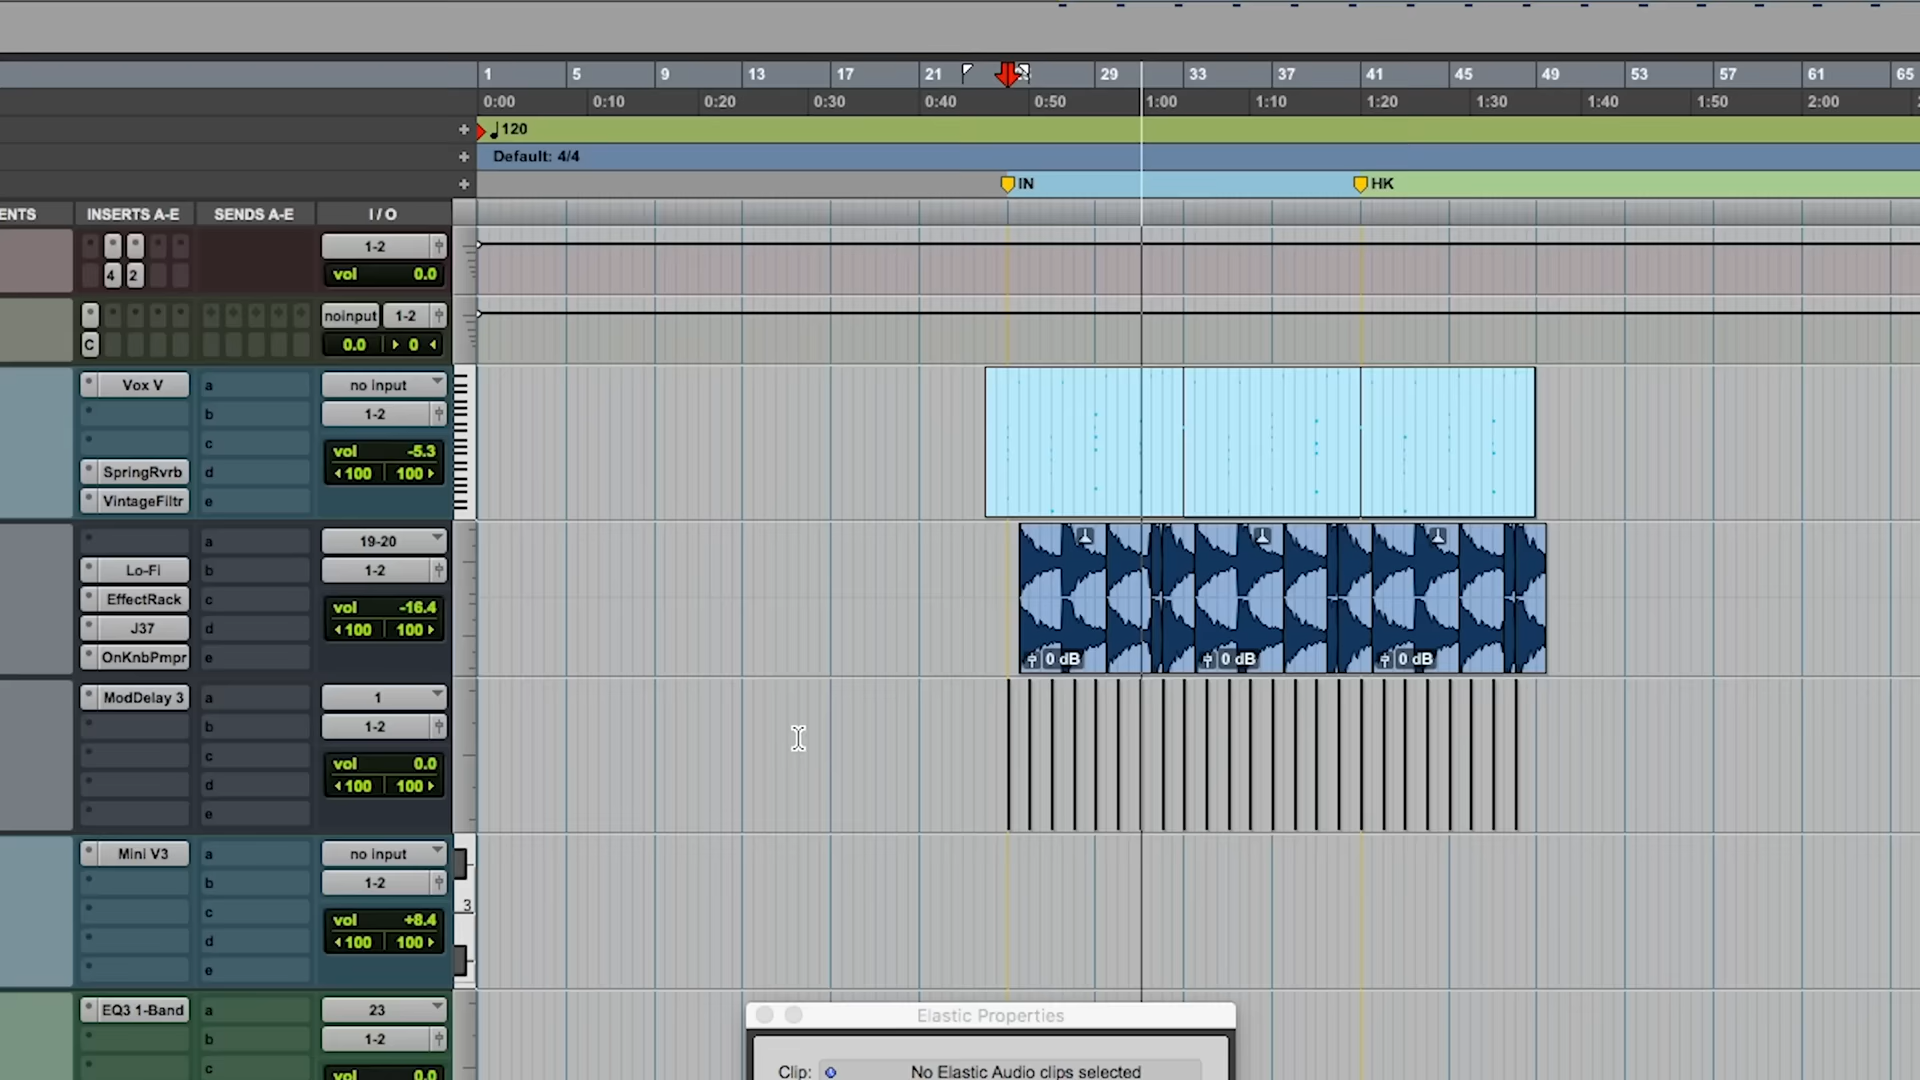 1 5 9 13 17 21 29 33 37 41 45 49 53 57 61 65
0:00 0:10 0:20 0:30 0:40 0:50 1:00 1:10 1:20 1:30 1:40 1:50 2:00
120
Default: 4/4
IN HK
ENTS INSERTS A-E SENDS A-E I / O
1-2
4 2 vol 0.0
noinput 1-2
C 0.0 0
Vox V a no input
b 1-2
c vol -5.3
SpringRvrb d 100 100
VintageFiltr e
a 19-20
Lo-Fi b 1-2
EffectRack c vol -16.4
J37 d 100 100
OnKnbPmpr e 0 dB 0 dB 0 dB
ModDelay 3 a 1
b 1-2
c vol 0.0
d 100 100
e
Mini V3 a no input
b 1-2
c vol +8.4 3
d 100 100
e
EQ3 1-Band a 23 Elastic Properties
b 1-2
c vol 0.0 Clip: No Elastic Audio clips selected